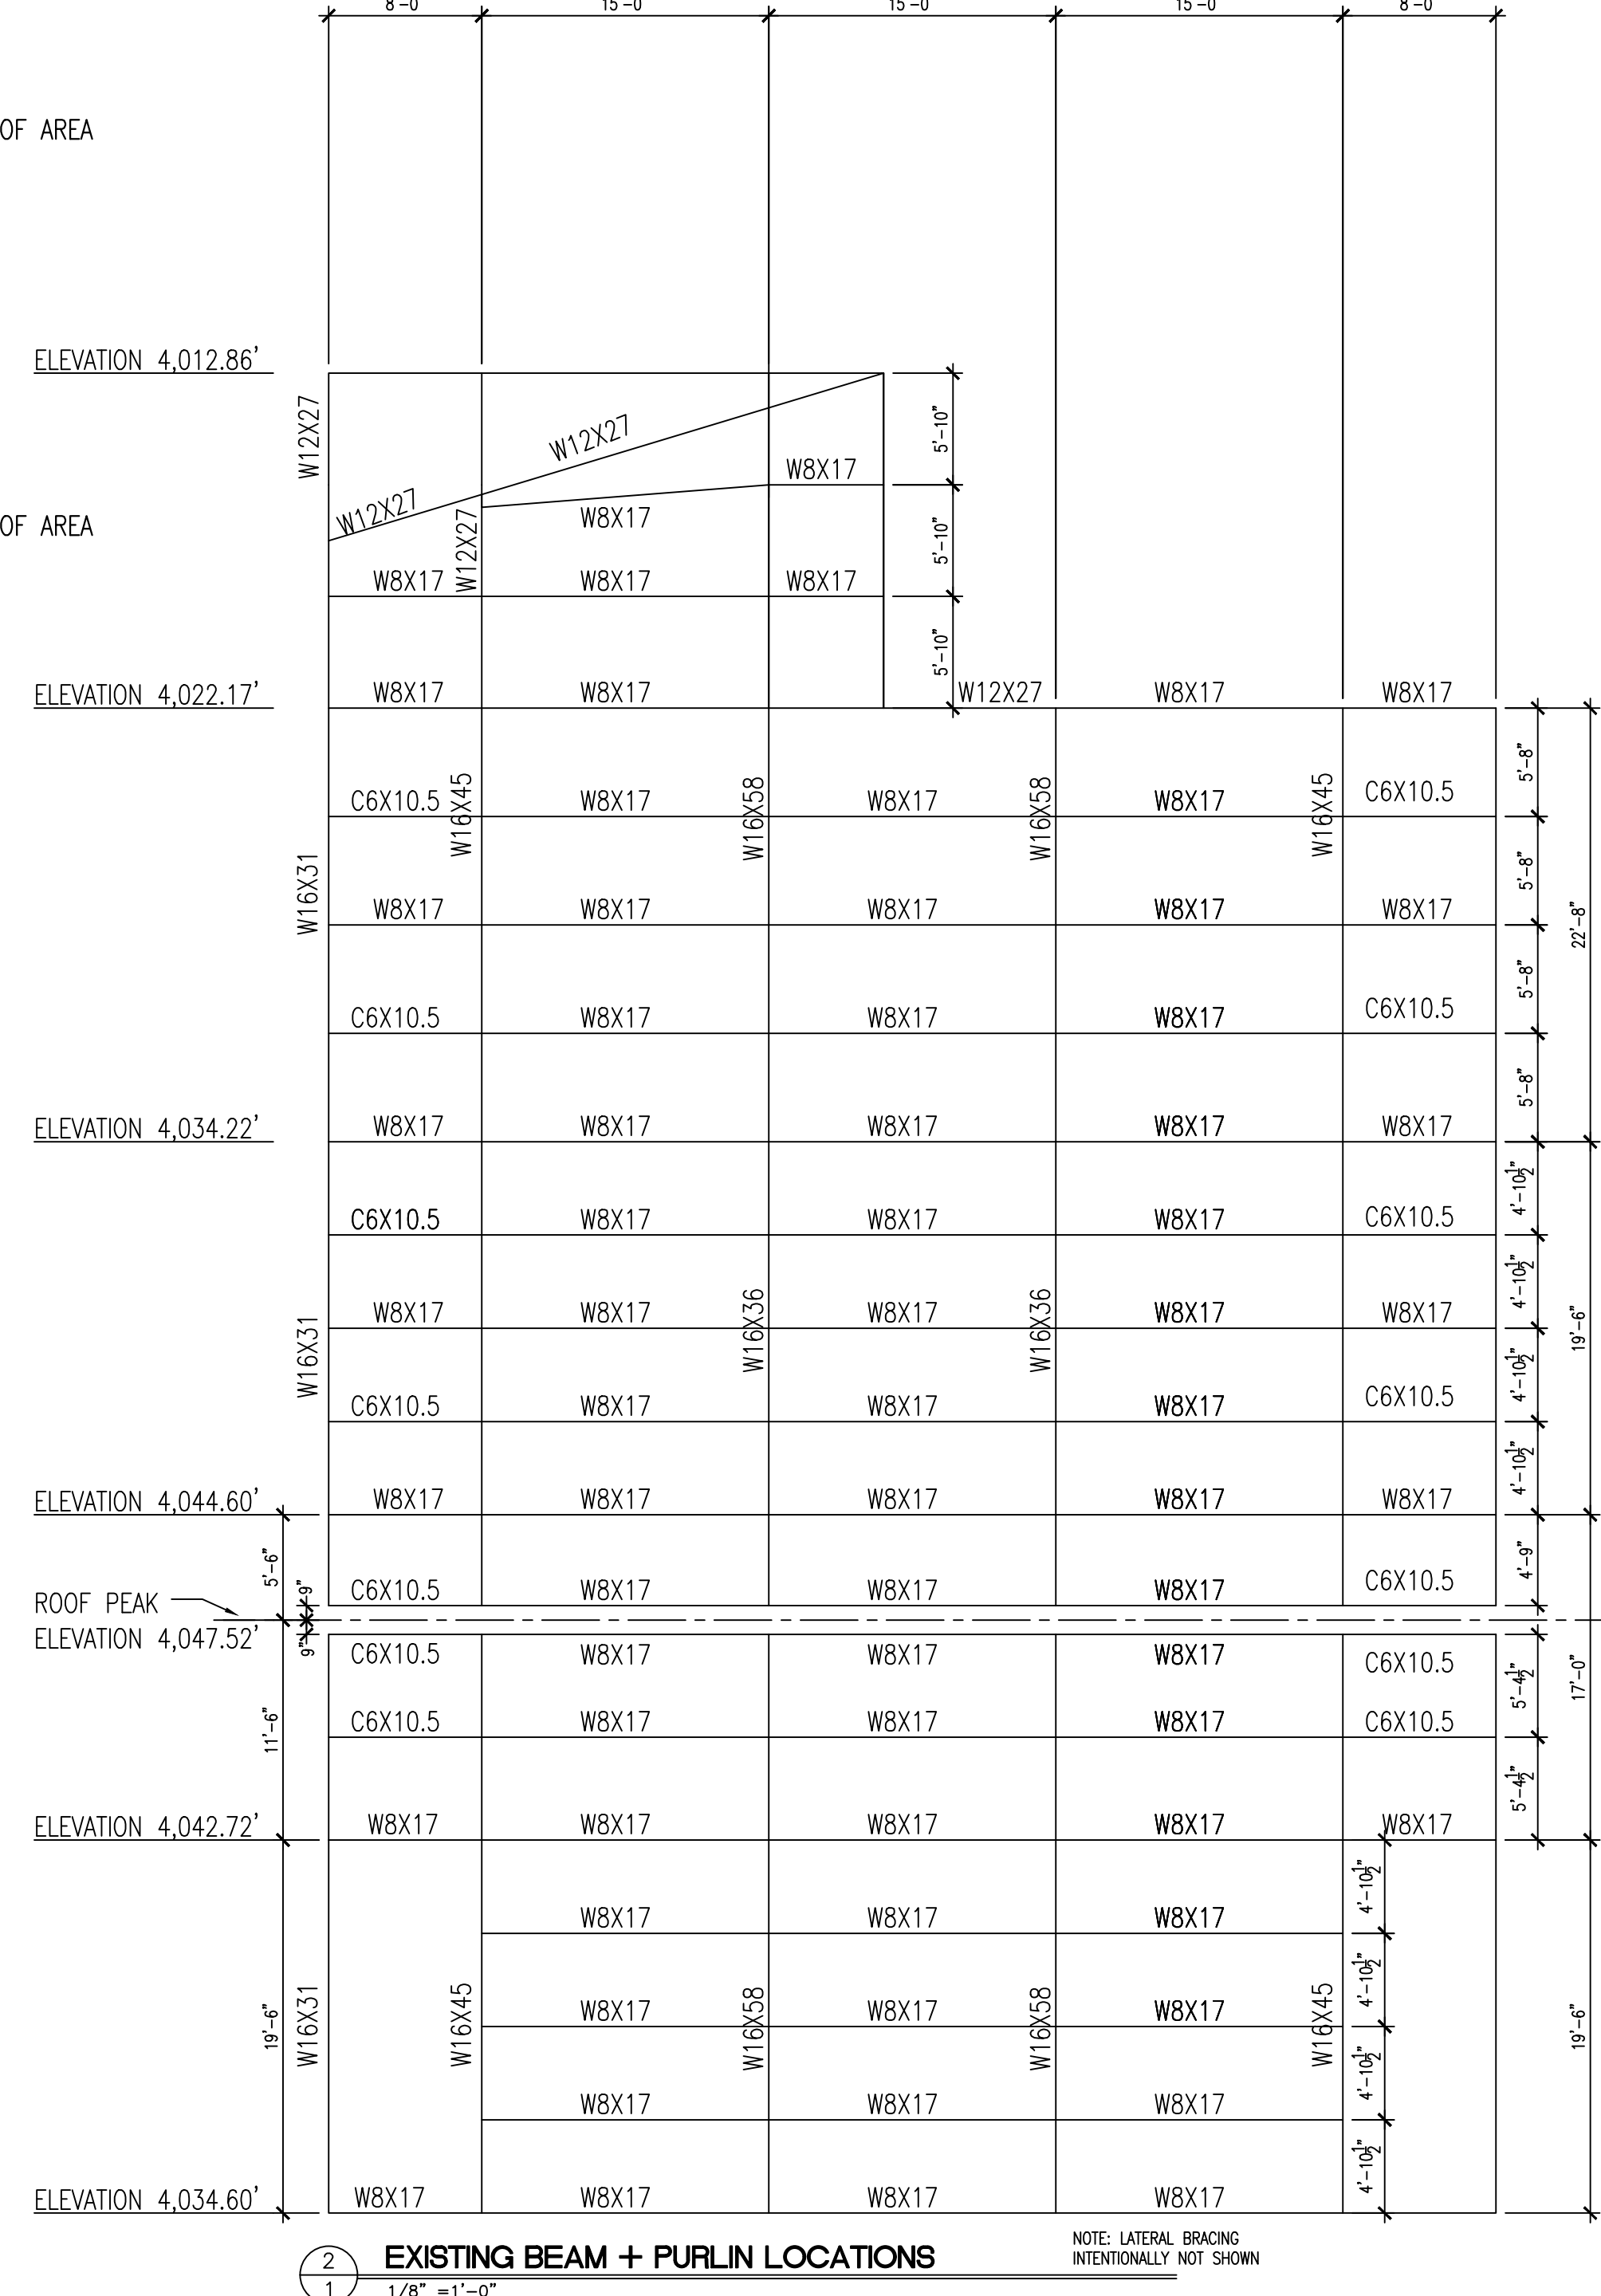 8'-0 15'-0 15'-0 15'-0 8'-0
OF AREA
ELEVATION 4,012.86'
W12X27
W12X27
5'-10"
W8X17
W12X27
OF AREA
W8X17
W12X27
5'-10"
W8X17 W8X17 W8X17
5'-10"
ELEVATION 4,022.17'
W8X17 W8X17 W12X27 W8X17 W8X17
5'-8"
C6X10.5 W16X45 W8X17 W16X58 W8X17 W16X58 W8X17 W16X45 C6X10.5
W16X31
5'-8"
22'-8"
W8X17 W8X17 W8X17 W8X17 W8X17
5'-8"
C6X10.5 W8X17 W8X17 W8X17 C6X10.5
5'-8"
ELEVATION 4,034.22'
W8X17 W8X17 W8X17 W8X17 W8X17
4'-10½"
C6X10.5 W8X17 W8X17 W8X17 C6X10.5
4'-10½"
W8X17 W8X17 W8X17 W8X17 W8X17
W16X31 W16X36 W16X36
19'-6"
4'-10½"
C6X10.5 W8X17 W8X17 W8X17 C6X10.5
4'-10½"
ELEVATION 4,044.60'
W8X17 W8X17 W8X17 W8X17 W8X17
5'-6"
4'-9"
9"
C6X10.5 W8X17 W8X17 W8X17 C6X10.5
ROOF PEAK
ELEVATION 4,047.52'
9"
C6X10.5 W8X17 W8X17 W8X17 C6X10.5
5'-4½"
17'-0"
11'-6"
C6X10.5 W8X17 W8X17 W8X17 C6X10.5
5'-4½"
ELEVATION 4,042.72'
W8X17 W8X17 W8X17 W8X17 W8X17
4'-10½"
W8X17 W8X17 W8X17
4'-10½"
W8X17 W8X17 W8X17
19'-6"
W16X31 W16X45 W16X58 W16X58 W16X45
19'-6"
4'-10½"
W8X17 W8X17 W8X17
4'-10½"
ELEVATION 4,034.60'
W8X17 W8X17 W8X17 W8X17
2
1
EXISTING BEAM + PURLIN LOCATIONS
1/8" =1'-0"
NOTE: LATERAL BRACING
INTENTIONALLY NOT SHOWN